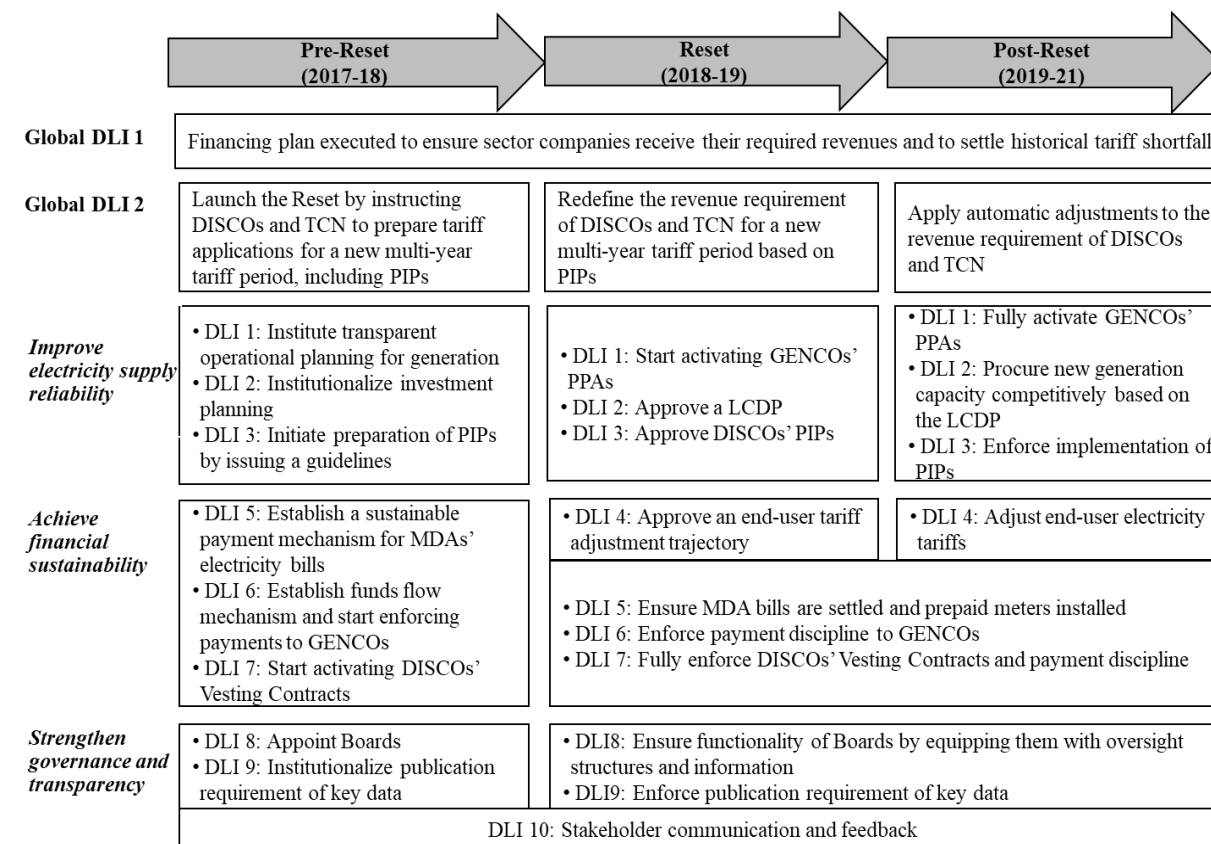 Pre-Reset
(2017-18)
Reset
(2018-19)
Post-Reset
(2019-21)
Global DLI 1
Financing plan executed to ensure sector companies receive their required revenues and to settle historical tariff shortfall
Global DLI 2
Launch the Reset by instructing
DISCOs and TCN to prepare tariff
applications for a new multi-year
tariff period, including PIPs
Redefine the revenue requirement
of DISCOs and TCN for a new
multi-year tariff period based on
PIPs
Apply automatic adjustments to the
revenue requirement of DISCOs
and TCN
Improve
electricity supply
reliability
• DLI 1: Institute transparent
operational planning for generation
• DLI 2: Institutionalize investment
planning
• DLI 3: Initiate preparation of PIPs
by issuing a guidelines
• DLI 1: Start activating GENCOs'
PPAs
• DLI 2: Approve a LCDP
• DLI 3: Approve DISCOs' PIPs
• DLI 1: Fully activate GENCOs'
PPAs
• DLI 2: Procure new generation
capacity competitively based on
the LCDP
• DLI 3: Enforce implementation of
PIPs
Achieve
financial
sustainability
• DLI 5: Establish a sustainable
payment mechanism for MDAs'
electricity bills
• DLI 6: Establish funds flow
mechanism and start enforcing
payments to GENCOs
• DLI 7: Start activating DISCOs'
Vesting Contracts
• DLI 4: Approve an end-user tariff
adjustment trajectory
• DLI 4: Adjust end-user electricity
tariffs
• DLI 5: Ensure MDA bills are settled and prepaid meters installed
• DLI 6: Enforce payment discipline to GENCOs
• DLI 7: Fully enforce DISCOs' Vesting Contracts and payment discipline
Strengthen
governance and
transparency
• DLI 8: Appoint Boards
• DLI 9: Institutionalize publication
requirement of key data
• DLI8: Ensure functionality of Boards by equipping them with oversight
structures and information
• DLI9: Enforce publication requirement of key data
DLI 10: Stakeholder communication and feedback